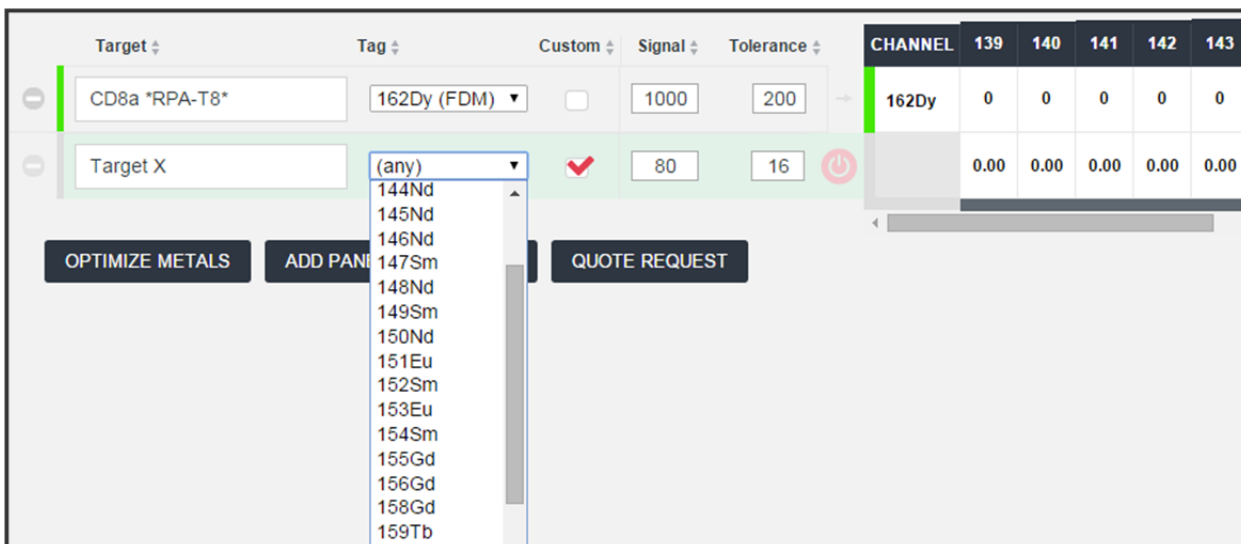 Target Tag Custom Signal Tolerance CHANNEL 139 140 141 142 143
CD8a *RPA-T8* 162Dy (FDM) 1000 200 162Dy 0 0 0 0 0
Target X (any) 80 16 0.00 0.00 0.00 0.00 0.00
144Nd
145Nd
146Nd
OPTIMIZE METALS ADD PAN QUOTE REQUEST
147Sm
148Nd
149Sm
150Nd
151Eu
152Sm
153Eu
154Sm
155Gd
156Gd
158Gd
159Tb